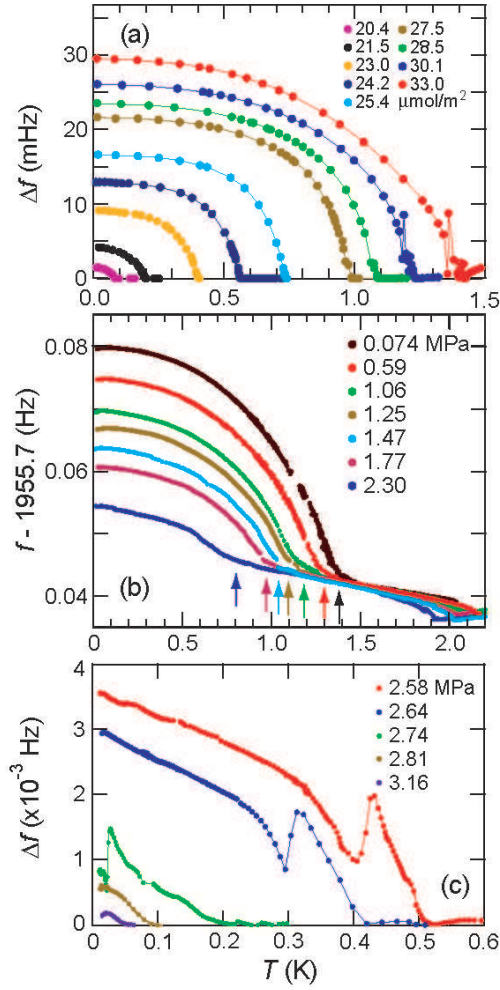 (a)
20.4 27.5
21.5 28.5
23.0 30.1
24.2 33.0
25.4 μmol/m²
30
20
10
0
Δf (mHz)
0.0 0.5 1.0 1.5
0.08
0.06
0.04
f - 1955.7 (Hz)
0.074 MPa
0.59
1.06
1.25
1.47
1.77
2.30
(b)
0.0 0.5 1.0 1.5 2.0
4
3
2
1
0
Δf (x10⁻³ Hz)
2.58 MPa
2.64
2.74
2.81
3.16
(c)
0 0.1 0.2 0.3 0.4 0.5 0.6
T (K)